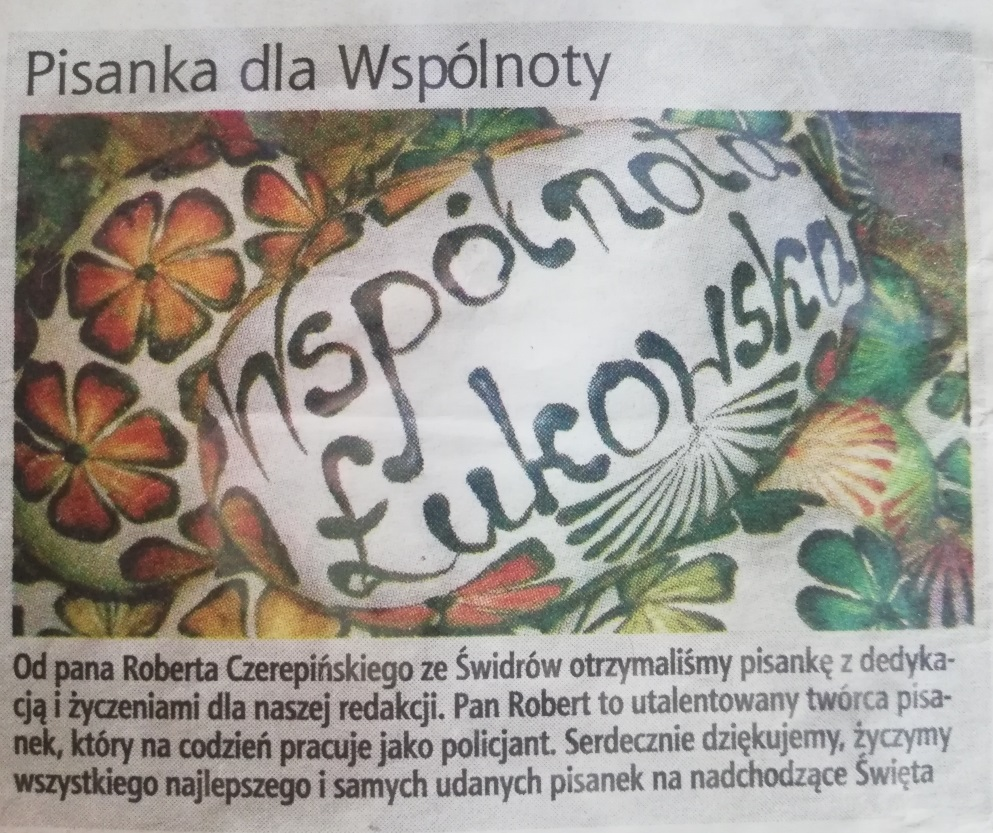 Pisanka dla Wspólnoty
Wspólnota
Łukowska
Od pana Roberta Czerepińskiego ze Świdrów otrzymaliśmy pisankę z dedyka-
cją i życzeniami dla naszej redakcji. Pan Robert to utalentowany twórca pisa-
nek, który na codzień pracuje jako policjant. Serdecznie dziękujemy, życzymy
wszystkiego najlepszego i samych udanych pisanek na nadchodzące Święta